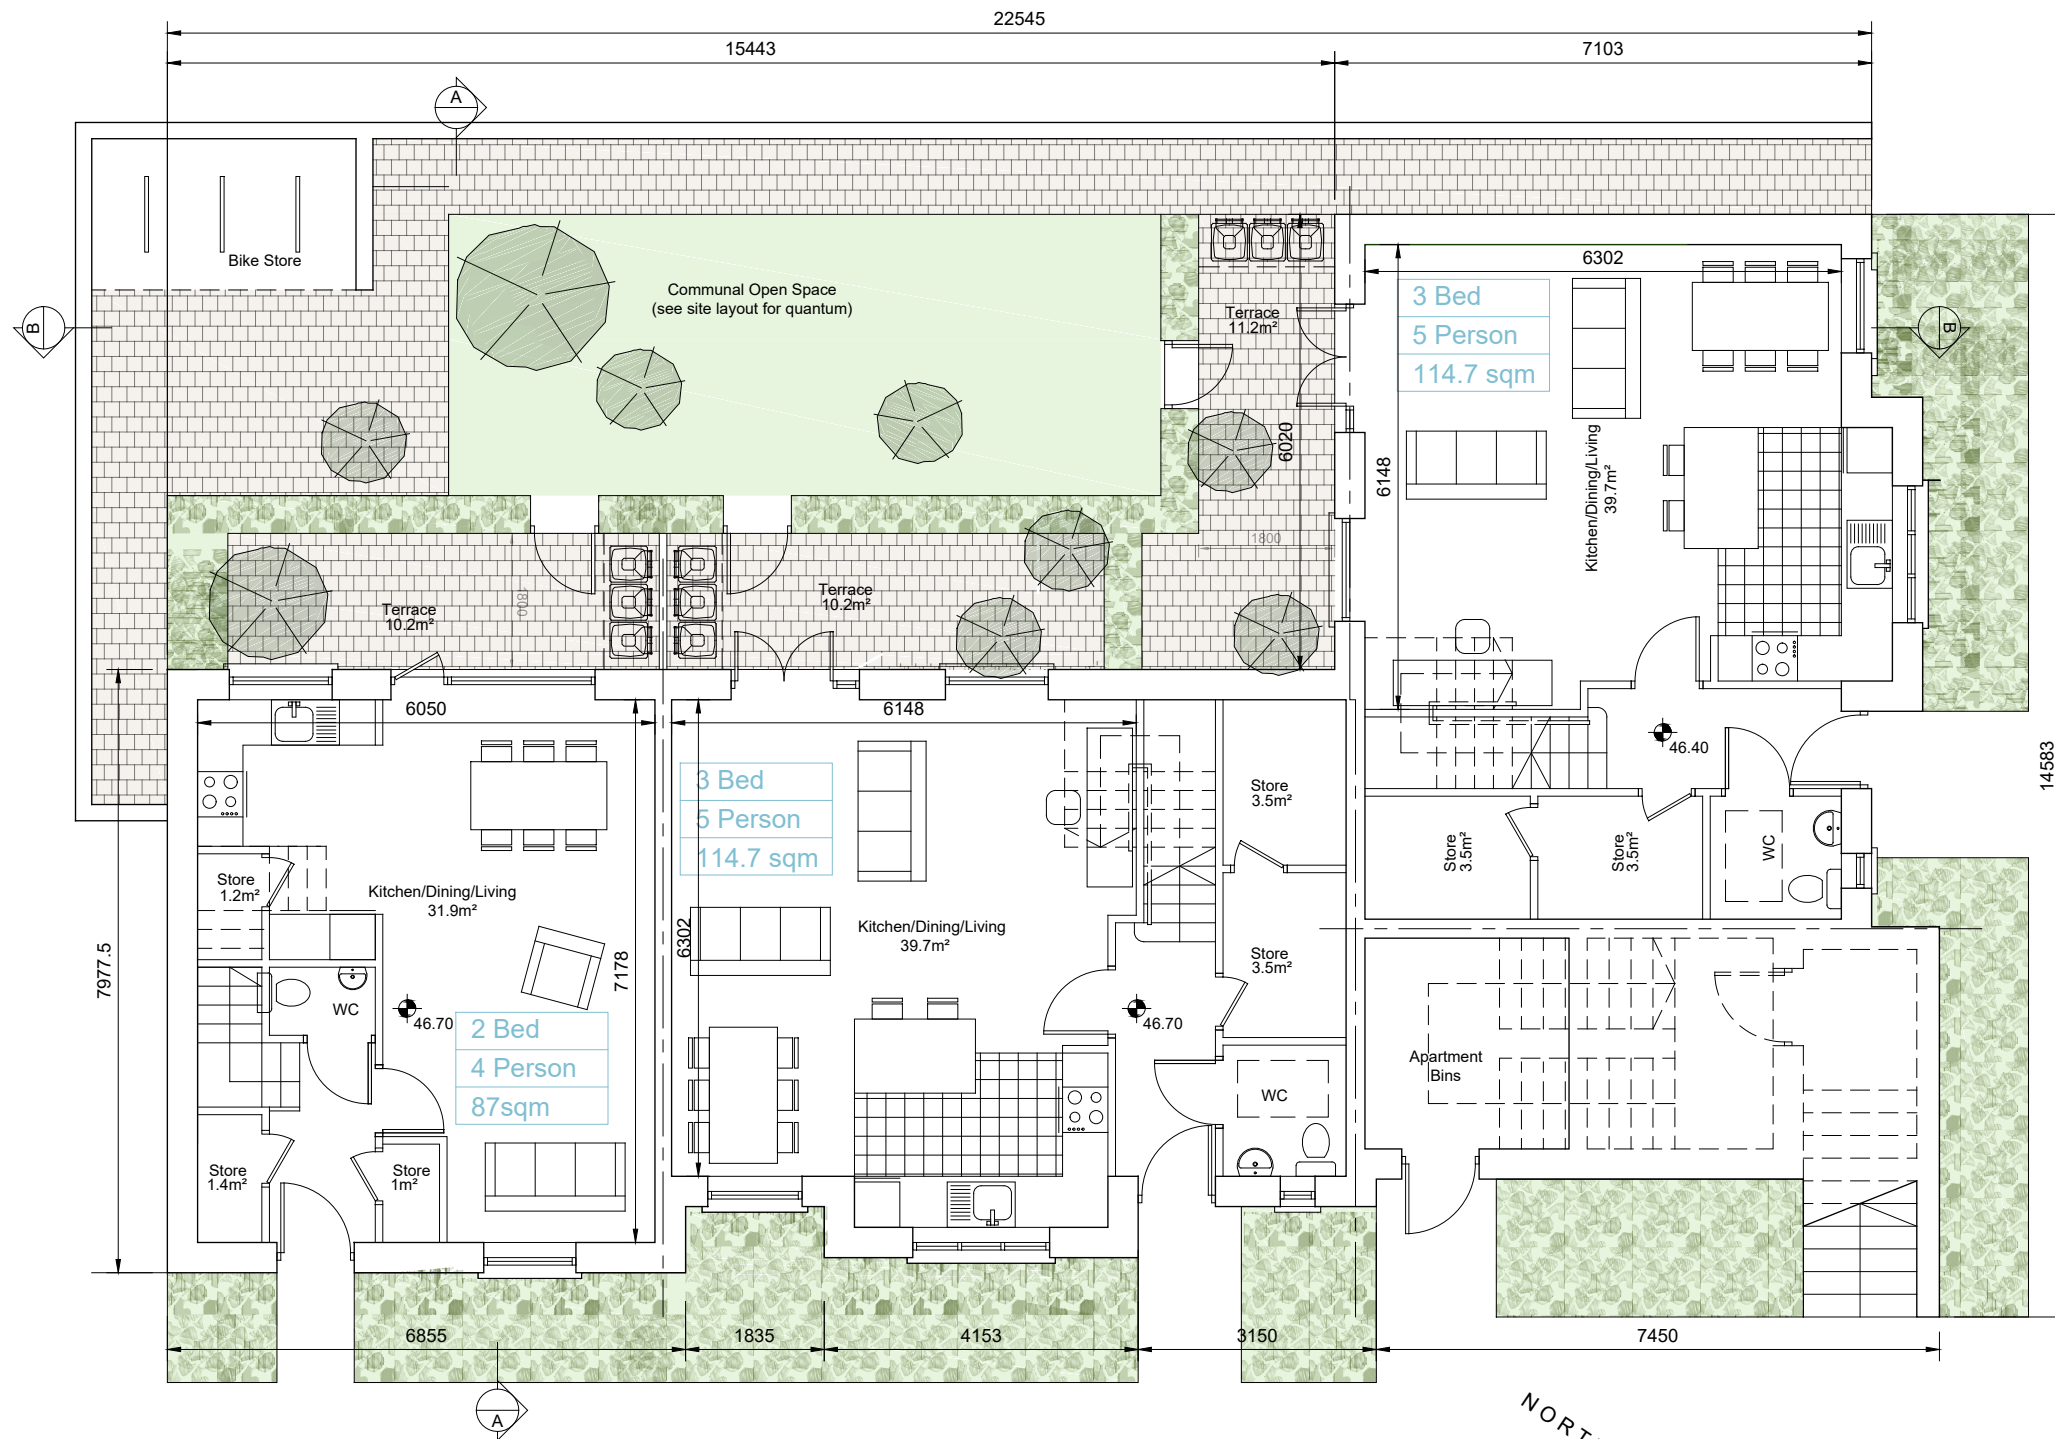 22545
15443
7103
A
Bike Store
B
Communal Open Space
(see site layout for quantum)
Terrace
11.2m²
6302
3 Bed
5 Person
114.7 sqm
B
6020
6148
Kitchen/Dining/Living
39.7m²
1800
1800
Terrace
10.2m²
Terrace
10.2m²
6050
6148
46.40
14583
3 Bed
5 Person
114.7 sqm
Store
3.5m²
Store
3.5m²
Store
3.5m²
WC
Store
1.2m²
Kitchen/Dining/Living
31.9m²
Kitchen/Dining/Living
39.7m²
6302
7178
7977.5
Store
3.5m²
WC
46.70
46.70
2 Bed
4 Person
87sqm
Apartment
Bins
WC
Store
1.4m²
Store
1m²
6855
1835
4153
3150
7450
A
NORT